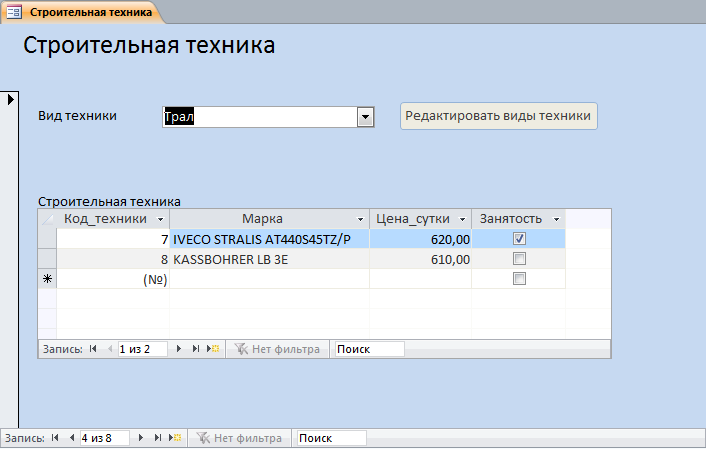 Строительная техника
Строительная техника
Вид техники Трал Редактировать виды техники
Строительная техника
Код_техники Марка Цена_сутки Занятость
7 IVECO STRALIS AT440S45TZ/P 620,00
8 KASSBOHRER LB 3E 610,00
(№)
Запись: 1 из 2 Нет фильтра Поиск
Запись: 4 из 8 Нет фильтра Поиск